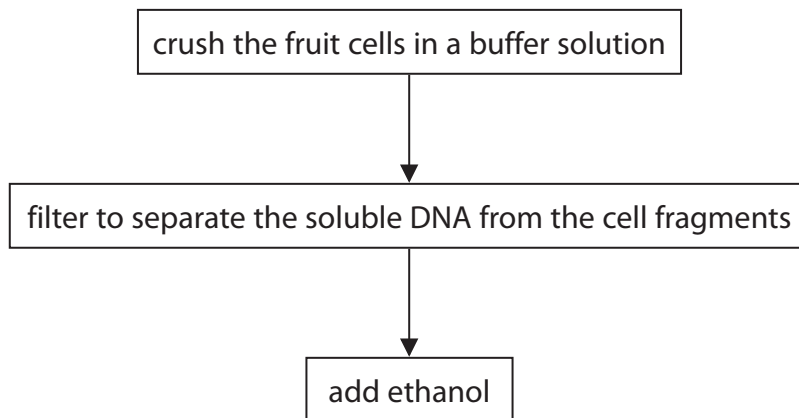 crush the fruit cells in a buffer solution
filter to separate the soluble DNA from the cell fragments
add ethanol